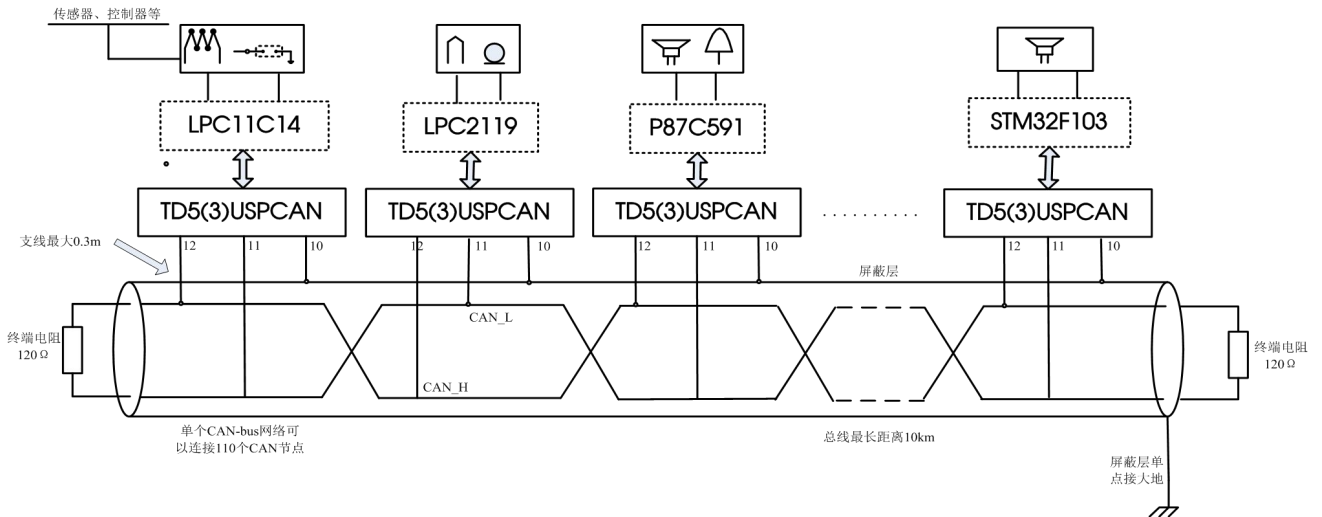 传感器、控制器等
LPC11C14
LPC2119
P87C591
STM32F103
TD5(3)USPCAN
TD5(3)USPCAN
TD5(3)USPCAN
..........
TD5(3)USPCAN
支线最大0.3m
12 11 10
12 11 10
12 11 10
12 11 10
屏蔽层
CAN_L
终端电阻
120Ω
终端电阻
120Ω
CAN_H
单个CAN-bus网络可
以连接110个CAN节点
总线最长距离10km
屏蔽层单
点接大地